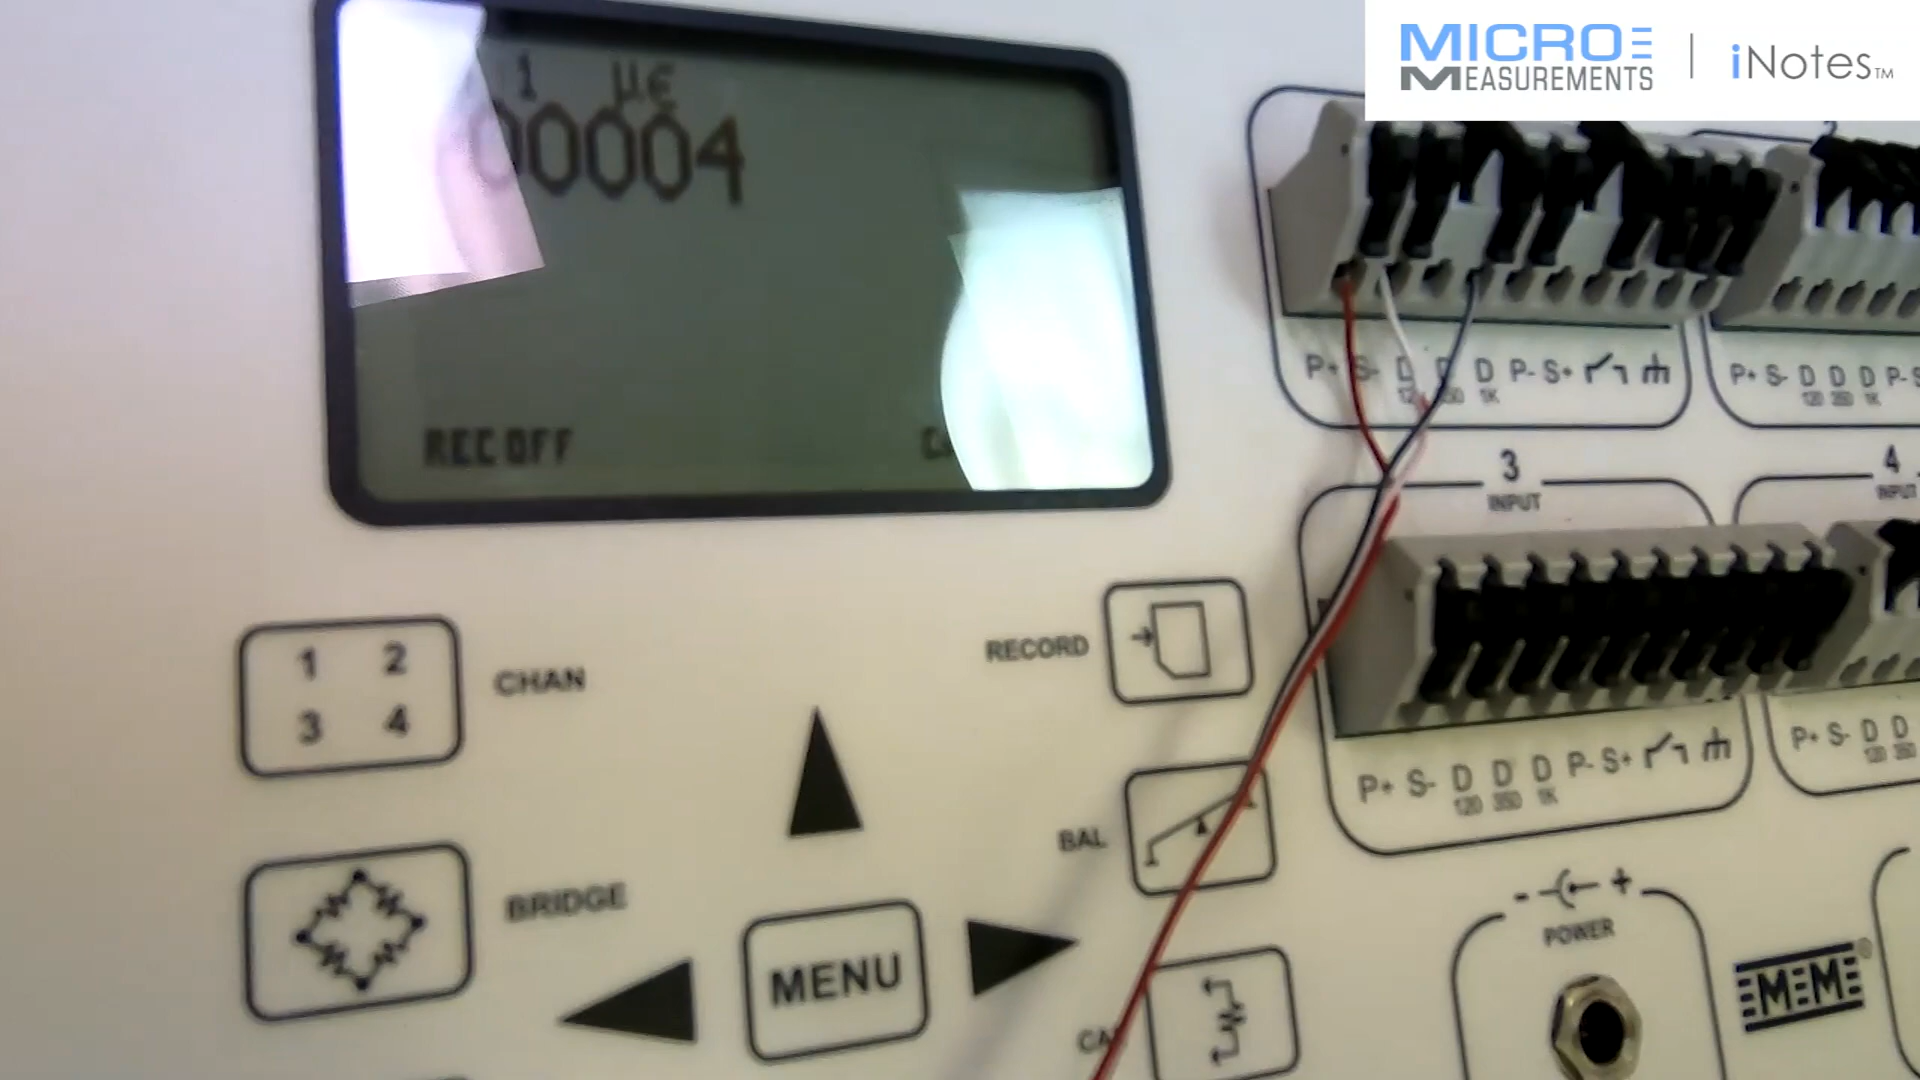 MICRO
MEASUREMENTS
iNotes™
1 με
00004
REC OFF
P+ S- D D D P- S+
1K
P+ S- D D D P-
120 350 1K
3
INPUT
4
INPUT
P+ S- D D D P- S+
120 350 1K
P+ S- D D
120 350
1 2
3 4
CHAN
RECORD
BRIDGE
BAL
MENU
- +
POWER
MM®